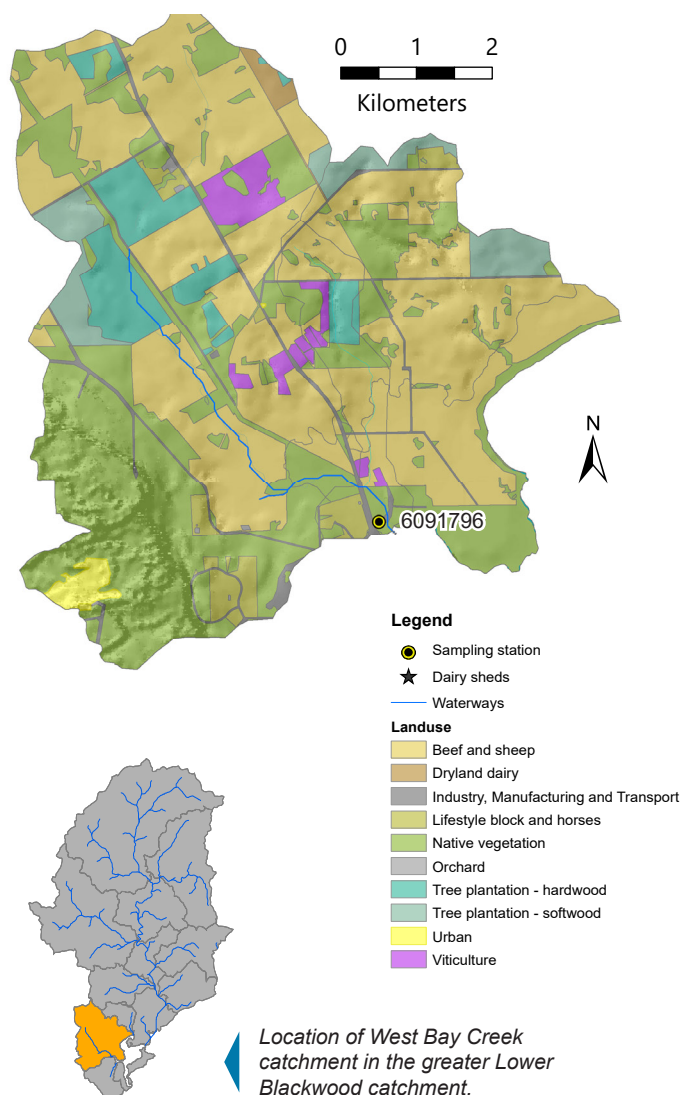 0 1 2
Kilometers
N
6091796
Legend
Sampling station
Dairy sheds
Waterways
Landuse
Beef and sheep
Dryland dairy
Industry, Manufacturing and Transport
Lifestyle block and horses
Native vegetation
Orchard
Tree plantation - hardwood
Tree plantation - softwood
Urban
Viticulture
Location of West Bay Creek
catchment in the greater Lower
Blackwood catchment.